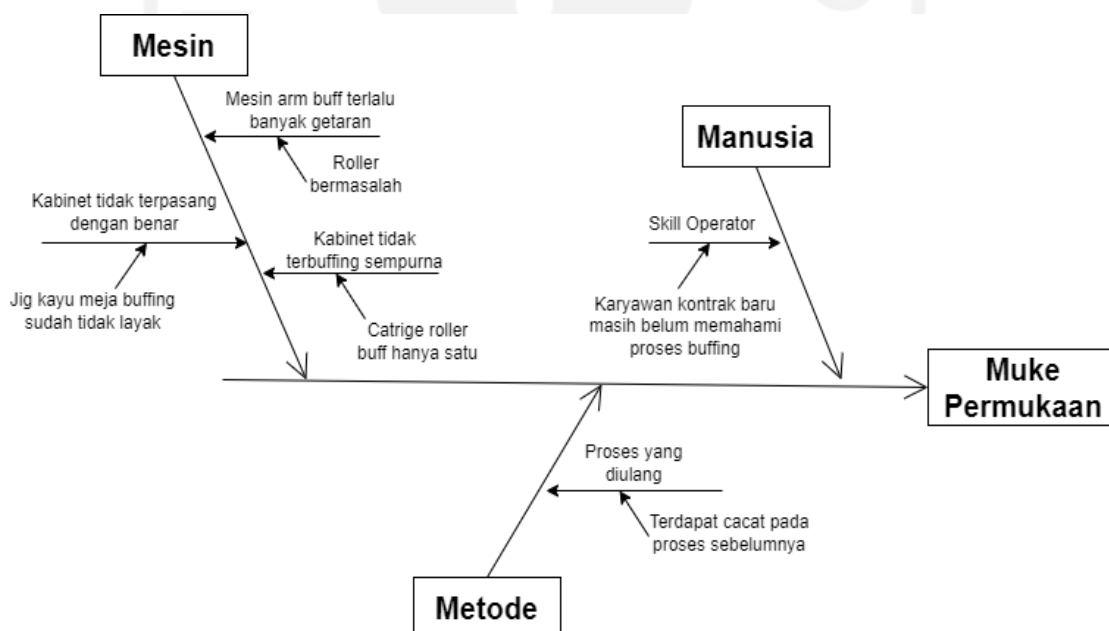 Mesin
Mesin arm buff terlalu
banyak getaran
Roller
bermasalah
Kabinet tidak terpasang
dengan benar
Jig kayu meja buffing
sudah tidak layak
Kabinet tidak
terbuffing sempurna
Catrige roller
buff hanya satu
Manusia
Skill Operator
Karyawan kontrak baru
masih belum memahami
proses buffing
Muke
Permukaan
Proses yang
diulang
Terdapat cacat pada
proses sebelumnya
Metode